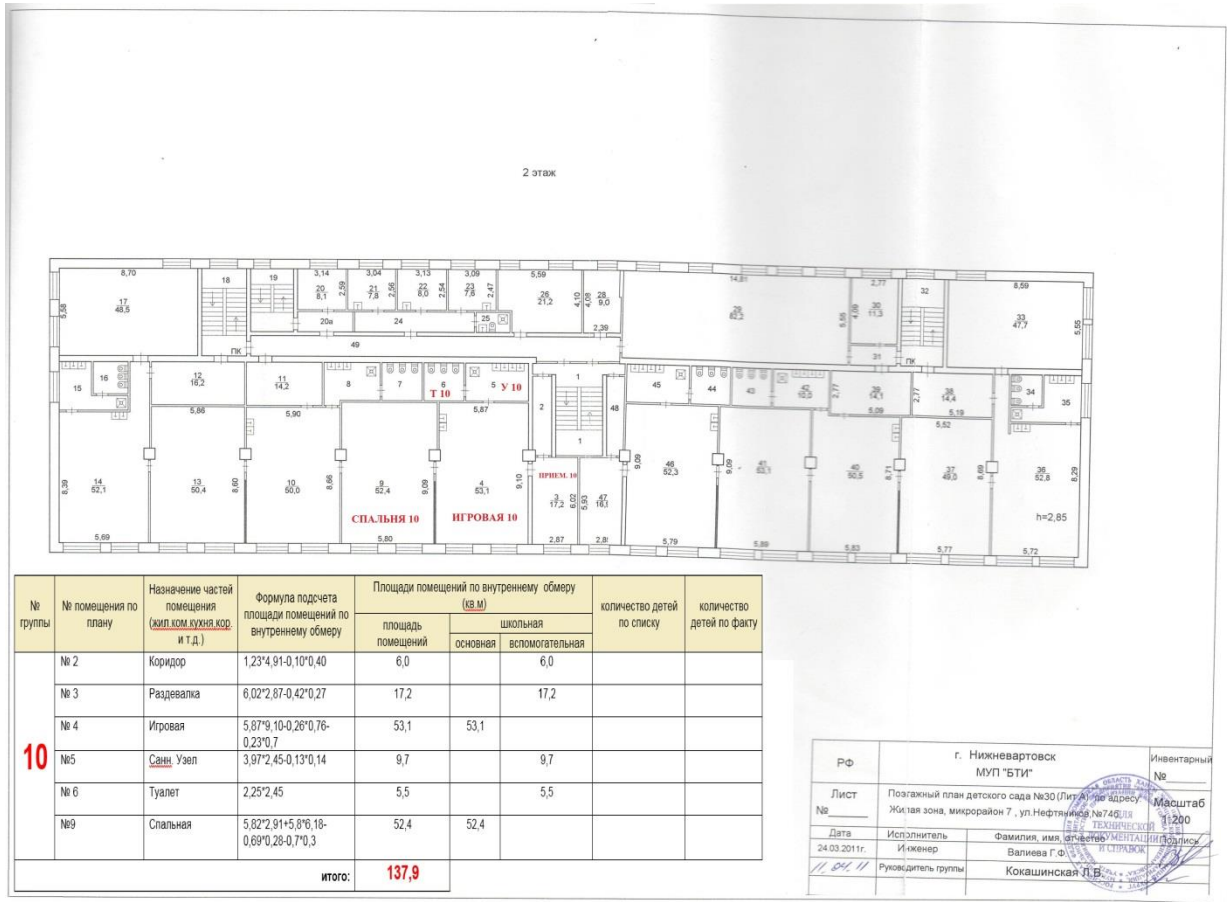 2 этаж
8,70
18
19
3,14
3,04
3,13
3,09
5,59
14,81
2,77
32
8,59
17
48,5
5,58
20
8,1
2,59
21
7,8
2,56
22
8,0
2,54
23
7,6
2,47
26
21,2
4,10
4,08
28
9,0
5,55
4,09
30
11,3
33
47,7
5,55
20а
24
25
2,39
49
31
ПК
ПК
15
16
12
16,2
11
14,2
8
7
6
Т 10
5
У 10
1
2
48
45
44
43
42
10,0
2,77
39
14,1
2,77
38
14,4
34
35
5,86
5,90
5,87
1
5,09
5,19
5,52
14
52,1
8,39
13
50,4
8,60
10
50,0
8,66
9
52,4
9,09
4
53,1
9,10
ПРИЕМ. 10
3
17,2
6,02
5,93
47
9,09
46
52,3
9,09
41
53,1
50,5
8,71
37
49,0
8,69
36
52,8
8,29
СПАЛЬНЯ 10
ИГРОВАЯ 10
h=2,85
5,69
5,80
2,87
5,79
5,89
5,83
5,77
5,72
№ группы
№ помещения по плану
Назначение частей помещения (жил.ком.кухня.кор. и т.д.)
Формула подсчета площади помещений по внутреннему обмеру
Площади помещений по внутреннему обмеру (кв.м)
количество детей по списку
количество детей по факту
площадь помещений
школьная
основная
вспомогательная
10
№ 2 Коридор 1,23*4,91-0,10*0,40 6,0 6,0
№ 3 Раздевалка 6,02*2,87-0,42*0,27 17,2 17,2
№ 4 Игровая 5,87*9,10-0,26*0,76-
0,23*0,7 53,1 53,1
№5 Санн. Узел 3,97*2,45-0,13*0,14 9,7 9,7
№ 6 Туалет 2,25*2,45 5,5 5,5
№9 Спальная 5,82*2,91+5,8*6,18-
0,69*0,28-0,7*0,3 52,4 52,4
итого: 137,9
РФ
г. Нижневартовск
МУП "БТИ"
Инвентарный
№
Лист
№
Поэтажный план детского сада №30 (Лит.А) по адресу
Жилая зона, микрорайон 7 , ул.Нефтяников,№74б.
Масштаб
1:200
Дата Исполнитель Фамилия, имя, отчество Подпись
24.03.2011г. Инженер Валиева Г.Ф.
11.04.11 Руководитель группы Кокашинская Л.В.
ДЛЯ
ТЕХНИЧЕСКОЙ
ДОКУМЕНТАЦИИ
И СПРАВОК